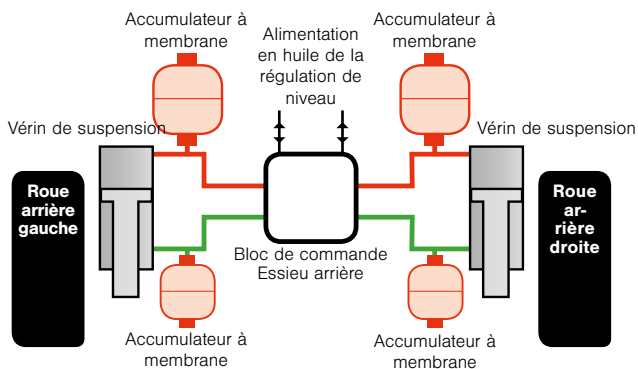 Accumulateur à
membrane
Alimentation
en huile de la
régulation de
niveau
Accumulateur à
membrane
Vérin de suspension
Vérin de suspension
Roue
arrière
gauche
Roue
ar-
rière
droite
Bloc de commande
Essieu arrière
Accumulateur à
membrane
Accumulateur à
membrane